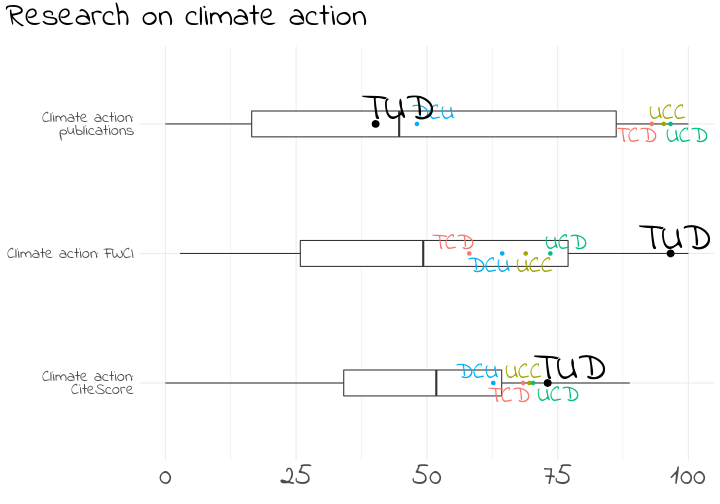 Research on climate action
TUD
DCU
UCC
Climate action:
publications
TCD UCD
TUD
TCD
UCD
Climate action: FWCI
DCU UCC
TUD
DCU UCC
Climate action:
CiteScore
TCD UCD
0 25 50 75 100